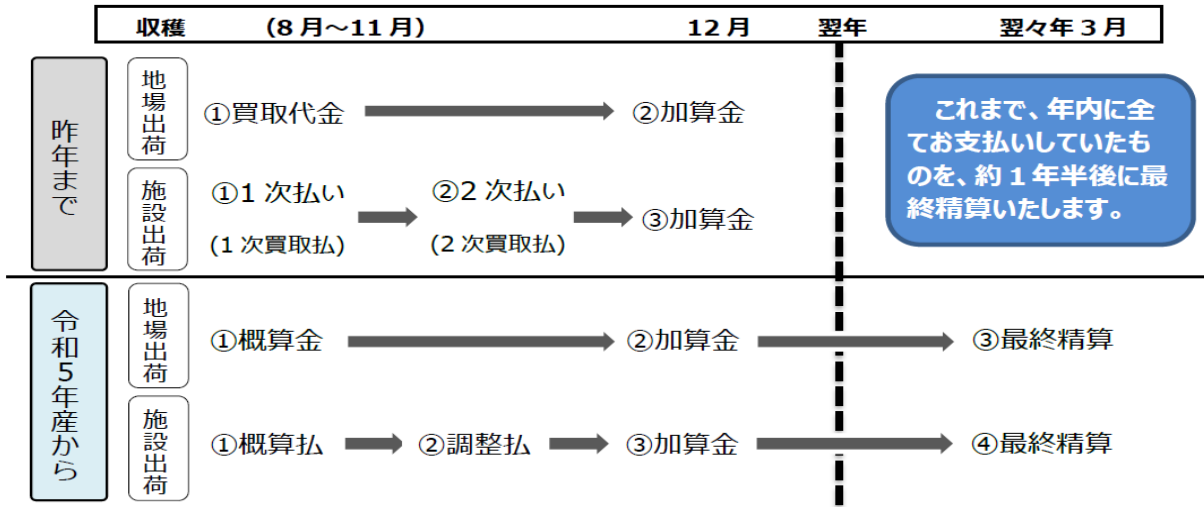 収穫 (8月～11月) 12月 翌年 翌々年3月
昨年まで
地場出荷
①買取代金 ②加算金
施設出荷
①1次払い ②2次払い ③加算金
(1次買取払) (2次買取払)
これまで、年内に全
てお支払いしていたも
のを、約1年半後に最
終精算いたします。
令和5年産から
地場出荷
①概算金 ②加算金 ③最終精算
施設出荷
①概算払 ②調整払 ③加算金 ④最終精算